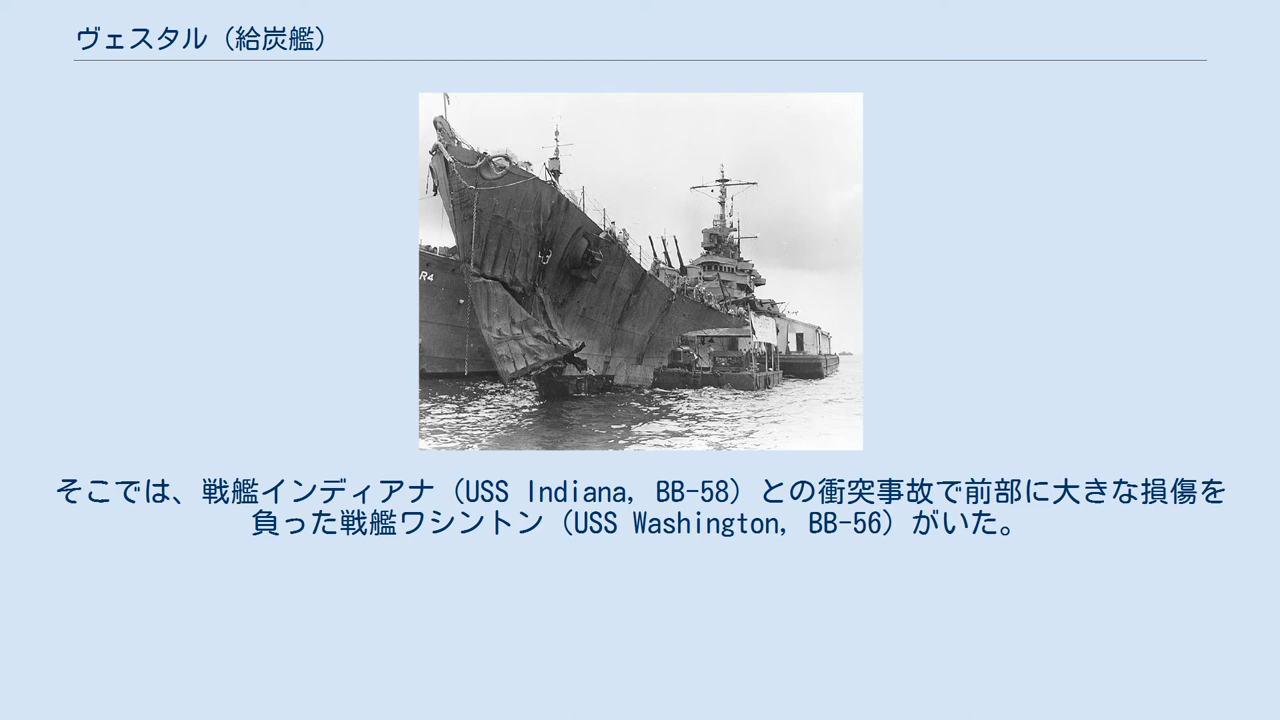 ヴェスタル（給炭艦）
R4
43
そこでは、戦艦インディアナ（USS Indiana, BB-58）との衝突事故で前部に大きな損傷を
負った戦艦ワシントン（USS Washington, BB-56）がいた。